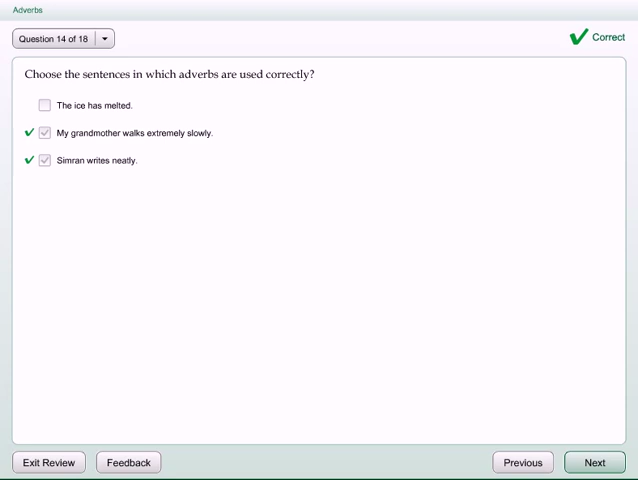 Adverbs
Question 14 of 18
Correct
Choose the sentences in which adverbs are used correctly?
The ice has melted.
My grandmother walks extremely slowly.
Simran writes neatly.
Exit Review
Feedback
Previous
Next